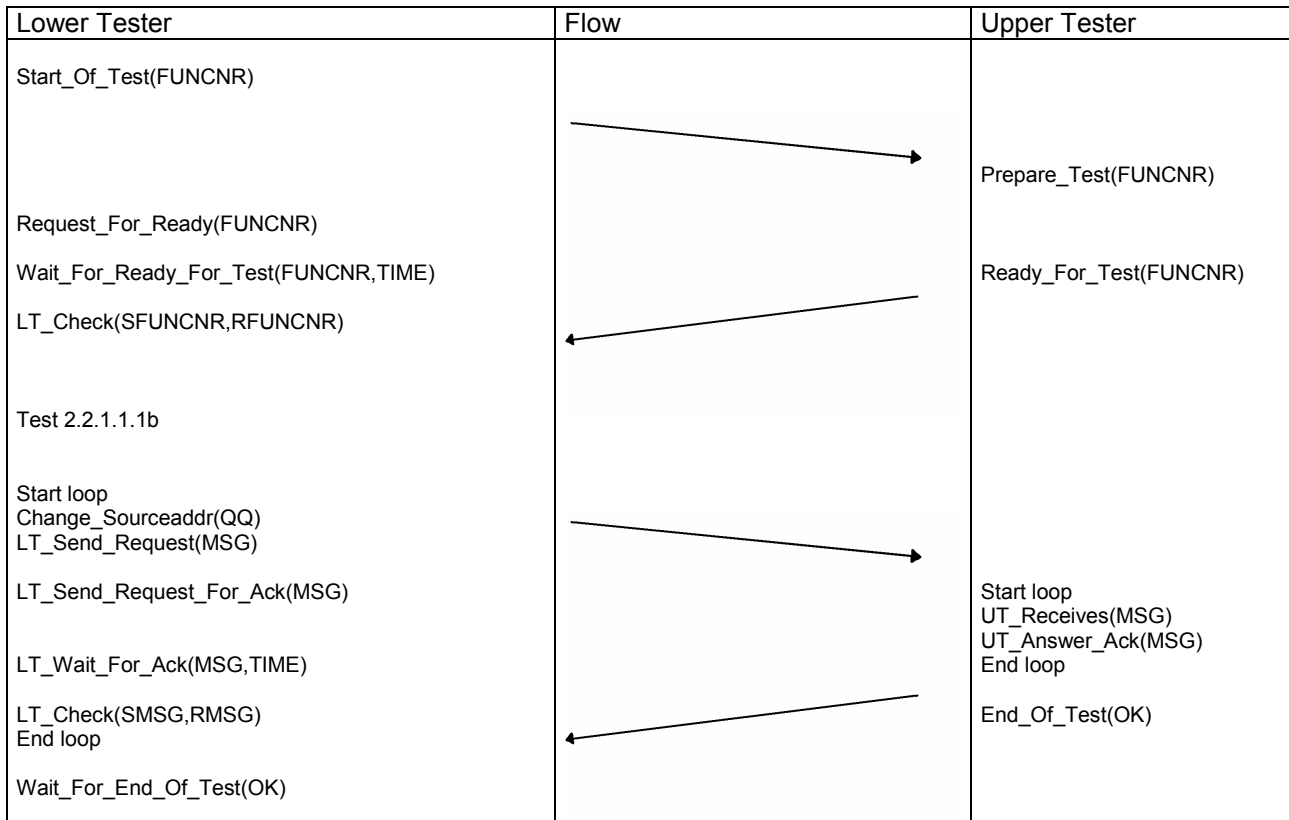 Lower Tester
Flow
Upper Tester
Start_Of_Test(FUNCNR)
Prepare_Test(FUNCNR)
Request_For_Ready(FUNCNR)
Wait_For_Ready_For_Test(FUNCNR,TIME)
Ready_For_Test(FUNCNR)
LT_Check(SFUNCNR,RFUNCNR)
Test 2.2.1.1.1b
Start loop
Change_Sourceaddr(QQ)
LT_Send_Request(MSG)
LT_Send_Request_For_Ack(MSG)
Start loop
UT_Receives(MSG)
UT_Answer_Ack(MSG)
LT_Wait_For_Ack(MSG,TIME)
End loop
LT_Check(SMSG,RMSG)
End_Of_Test(OK)
End loop
Wait_For_End_Of_Test(OK)